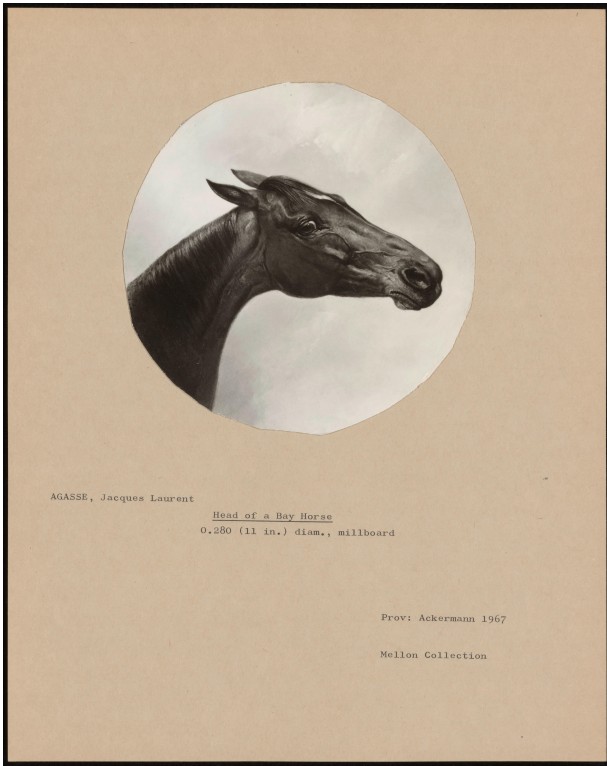 AGASSE, Jacques Laurent
Head of a Bay Horse
0.280 (11 in.) diam., millboard
Prov: Ackermann 1967
Mellon Collection